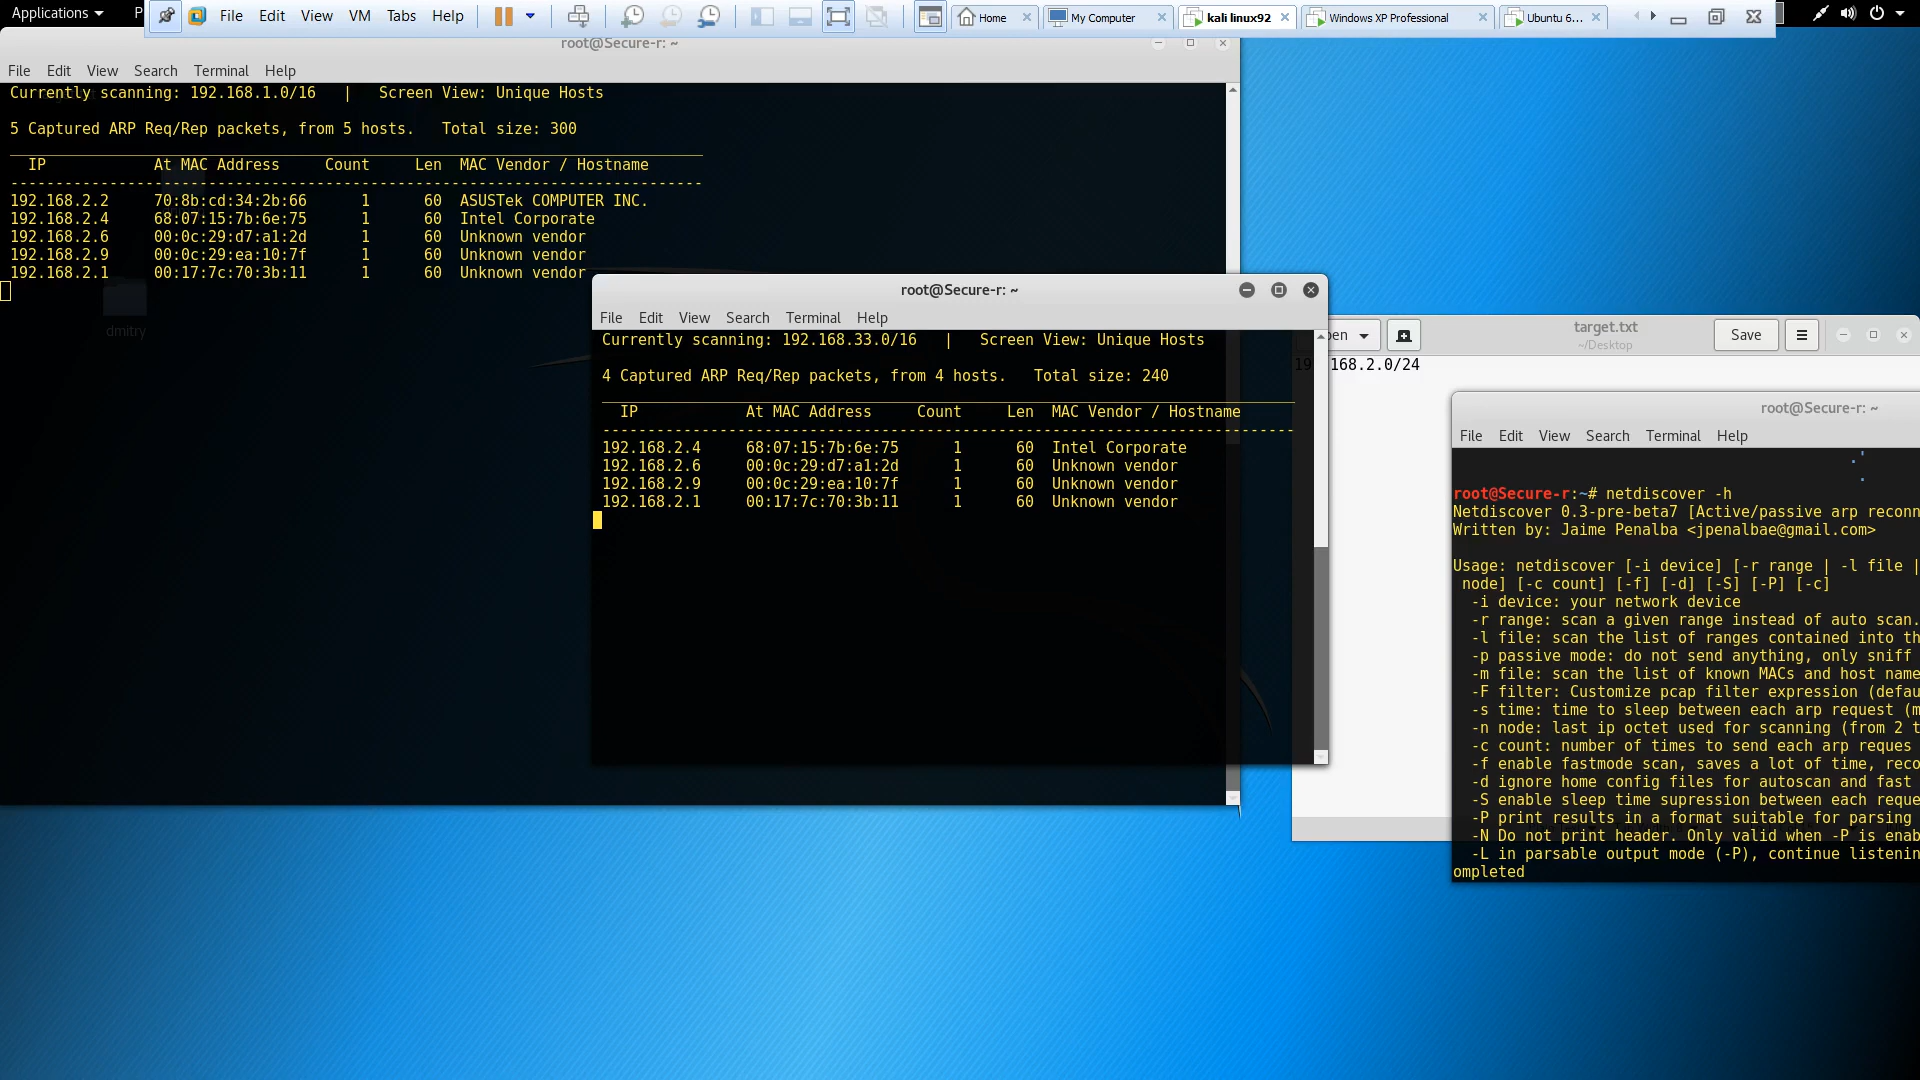 Applications
File Edit View VM Tabs Help
Home
My Computer
kali linux92
Windows XP Professional
Ubuntu 6...
root@Secure-r: ~
File Edit View Search Terminal Help
Currently scanning: 192.168.1.0/16 | Screen View: Unique Hosts
5 Captured ARP Req/Rep packets, from 5 hosts. Total size: 300
IP At MAC Address Count Len MAC Vendor / Hostname
192.168.2.2 70:8b:cd:34:2b:66 1 60 ASUSTek COMPUTER INC.
192.168.2.4 68:07:15:7b:6e:75 1 60 Intel Corporate
192.168.2.6 00:0c:29:d7:a1:2d 1 60 Unknown vendor
192.168.2.9 00:0c:29:ea:10:7f 1 60 Unknown vendor
192.168.2.1 00:17:7c:70:3b:11 1 60 Unknown vendor
dmitry
root@Secure-r: ~
File Edit View Search Terminal Help
Currently scanning: 192.168.33.0/16 | Screen View: Unique Hosts
4 Captured ARP Req/Rep packets, from 4 hosts. Total size: 240
IP At MAC Address Count Len MAC Vendor / Hostname
192.168.2.4 68:07:15:7b:6e:75 1 60 Intel Corporate
192.168.2.6 00:0c:29:d7:a1:2d 1 60 Unknown vendor
192.168.2.9 00:0c:29:ea:10:7f 1 60 Unknown vendor
192.168.2.1 00:17:7c:70:3b:11 1 60 Unknown vendor
target.txt
~/Desktop
Save
168.2.0/24
root@Secure-r: ~
File Edit View Search Terminal Help
root@Secure-r:~# netdiscover -h
Netdiscover 0.3-pre-beta7 [Active/passive arp reconn
Written by: Jaime Penalba <jpenalbae@gmail.com>
Usage: netdiscover [-i device] [-r range | -l file |
node] [-c count] [-f] [-d] [-S] [-P] [-c]
-i device: your network device
-r range: scan a given range instead of auto scan.
-l file: scan the list of ranges contained into th
-p passive mode: do not send anything, only sniff
-m file: scan the list of known MACs and host name
-F filter: Customize pcap filter expression (defau
-s time: time to sleep between each arp request (m
-n node: last ip octet used for scanning (from 2 t
-c count: number of times to send each arp reques
-f enable fastmode scan, saves a lot of time, reco
-d ignore home config files for autoscan and fast
-S enable sleep time supression between each reque
-P print results in a format suitable for parsing
-N Do not print header. Only valid when -P is enab
-L in parsable output mode (-P), continue listenin
ompleted